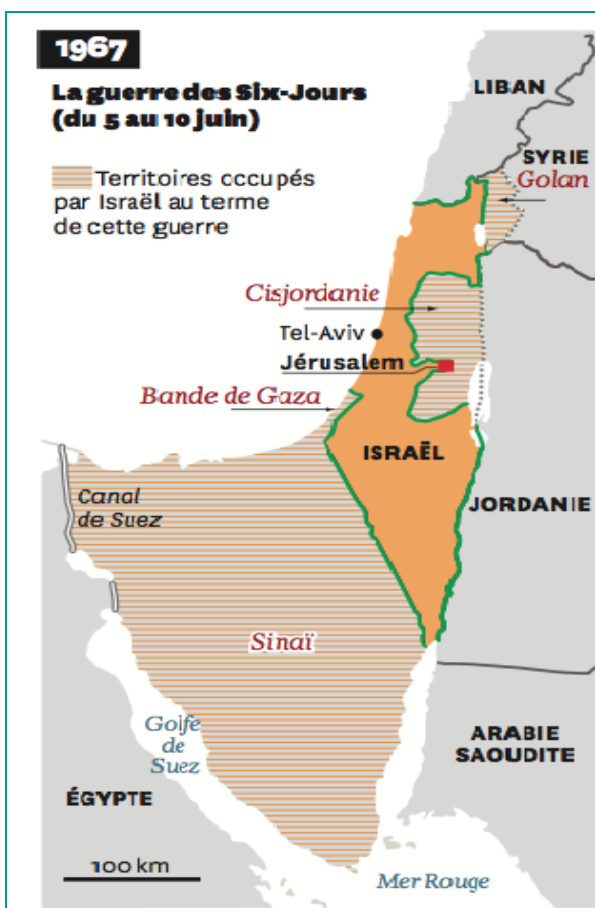 1967
La guerre des Six-Jours
(du 5 au 10 juin)
Territoires occupés
par Israël au terme
de cette guerre
LIBAN
SYRIE
Golan
Cisjordanie
Tel-Aviv
Jérusalem
Bande de Gaza
ISRAËL
Canal
de Suez
JORDANIE
Sinaï
Golfe
de
Suez
ARABIE
SAOUDITE
ÉGYPTE
100 km
Mer Rouge